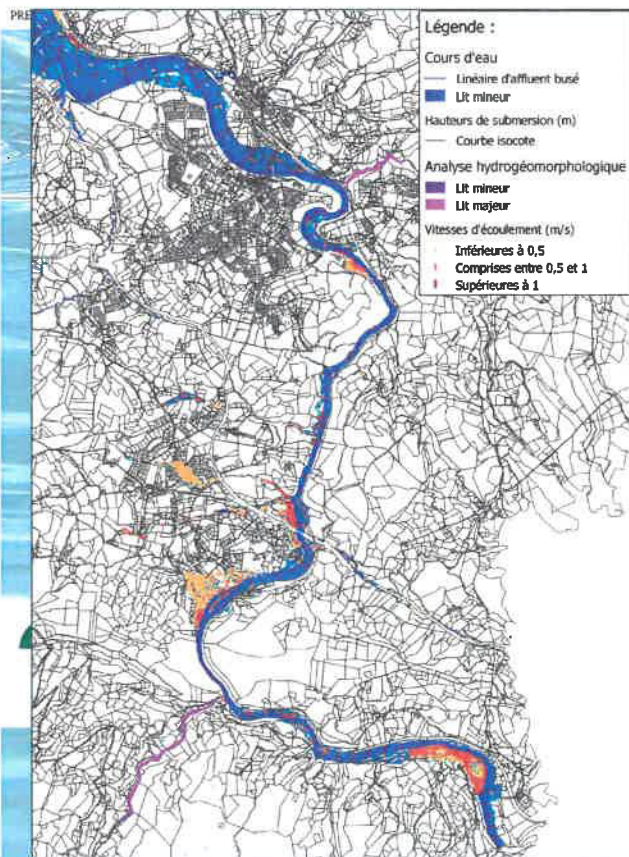 PRE
Légende :
Cours d'eau
Linéaire d'affluent busé
Lit mineur
Hauteurs de submersion (m)
Courbe isocote
Analyse hydrogéomorphologique
Lit mineur
Lit majeur
Vitesses d'écoulement (m/s)
Inférieures à 0,5
Comprises entre 0,5 et 1
Supérieures à 1